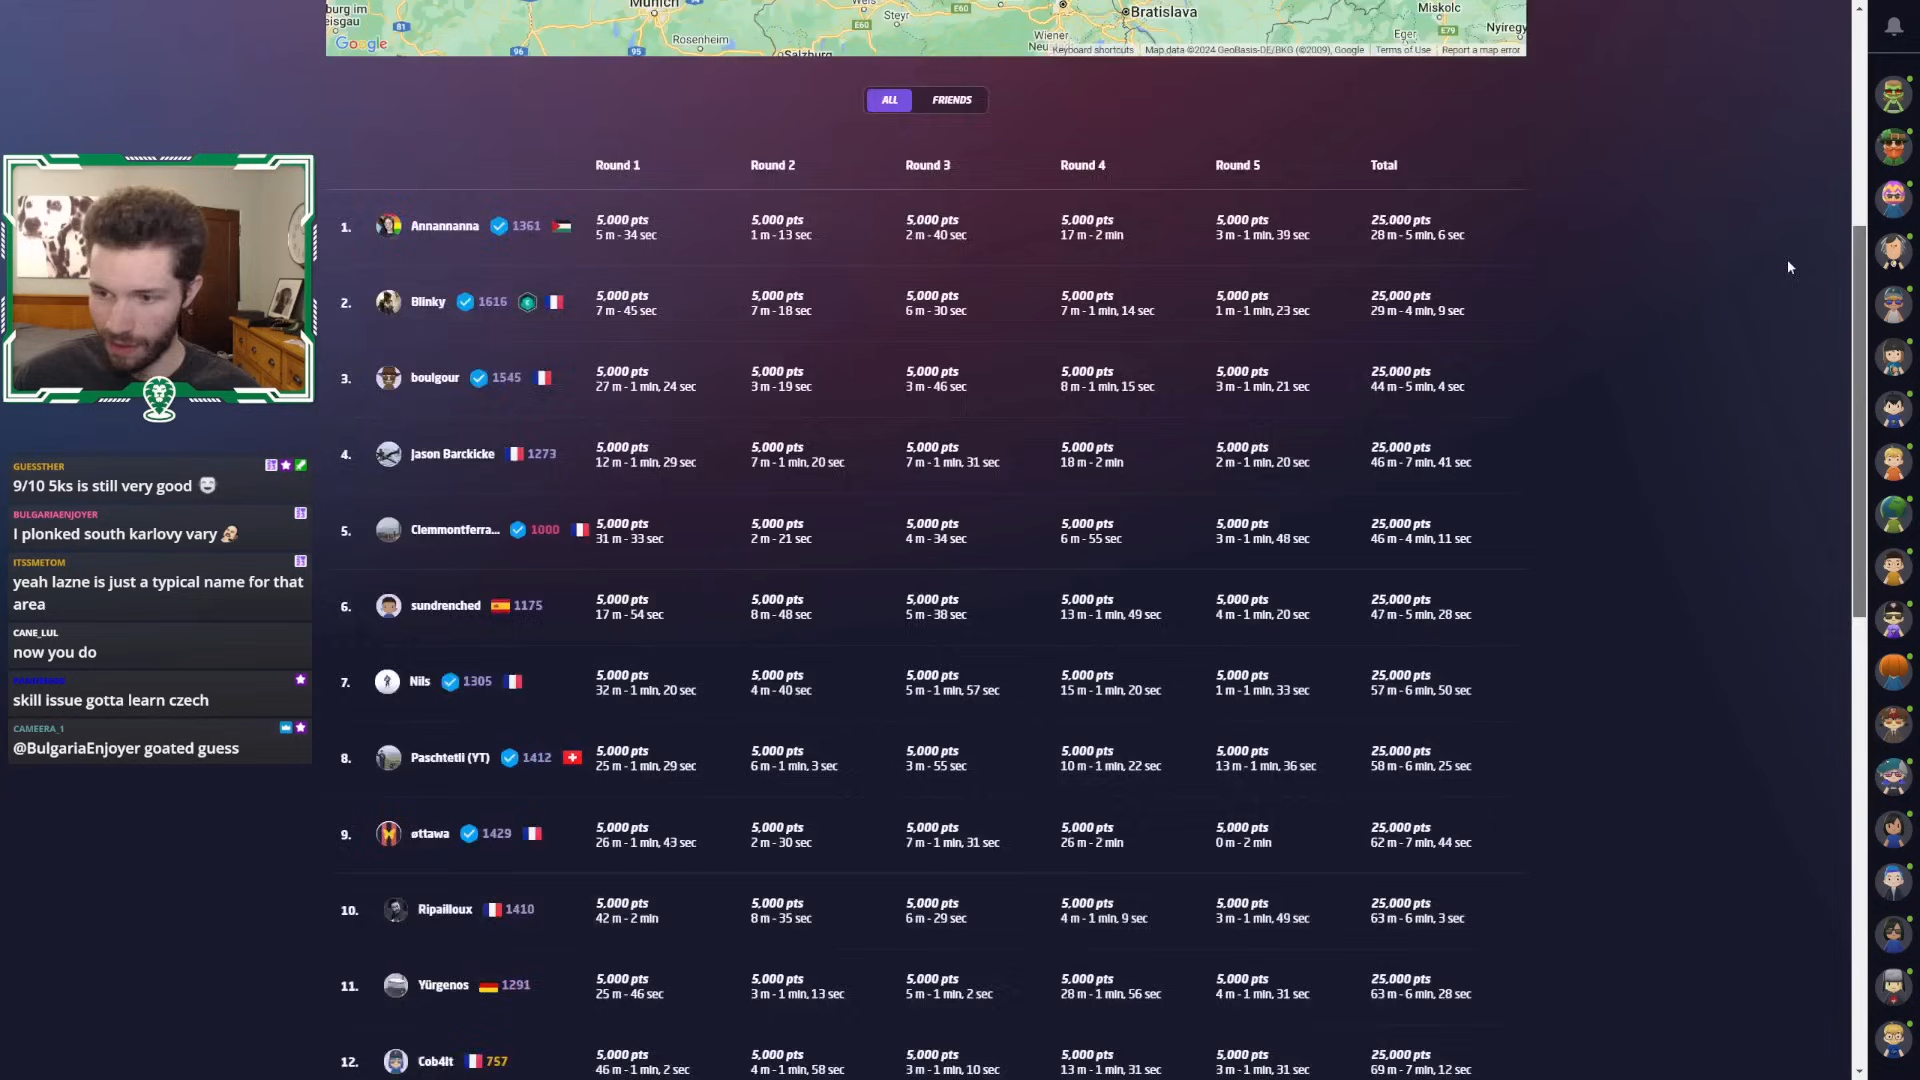 burg im
eisgau
81
Munich
Wels
Steyr
E60
E60
Bratislava
Miskolc
Eger
E79
Nyiregy
Google
96
95
Rosenheim
Salzburg
Wiener
Neu
Keyboard shortcuts
Map data ©2024 GeoBasis-DE/BKG (©2009), Google
Terms of Use
Report a map error
ALL
FRIENDS
Round 1 Round 2 Round 3 Round 4 Round 5 Total
1. Annannanna 1361
5,000 pts 5,000 pts 5,000 pts 5,000 pts 5,000 pts 25,000 pts
5 m - 34 sec 1 m - 13 sec 2 m - 40 sec 17 m - 2 min 3 m - 1 min, 39 sec 28 m - 5 min, 6 sec
2. Blinky 1616
5,000 pts 5,000 pts 5,000 pts 5,000 pts 5,000 pts 25,000 pts
7 m - 45 sec 7 m - 18 sec 6 m - 30 sec 7 m - 1 min, 14 sec 1 m - 1 min, 23 sec 29 m - 4 min, 9 sec
3. boulgour 1545
5,000 pts 5,000 pts 5,000 pts 5,000 pts 5,000 pts 25,000 pts
27 m - 1 min, 24 sec 3 m - 19 sec 3 m - 46 sec 8 m - 1 min, 15 sec 3 m - 1 min, 21 sec 44 m - 5 min, 4 sec
4. Jason Barckicke 1273
5,000 pts 5,000 pts 5,000 pts 5,000 pts 5,000 pts 25,000 pts
12 m - 1 min, 29 sec 7 m - 1 min, 20 sec 7 m - 1 min, 31 sec 18 m - 2 min 2 m - 1 min, 20 sec 46 m - 7 min, 41 sec
5. Clemmontferra... 1000
5,000 pts 5,000 pts 5,000 pts 5,000 pts 5,000 pts 25,000 pts
31 m - 33 sec 2 m - 21 sec 4 m - 34 sec 6 m - 55 sec 3 m - 1 min, 48 sec 46 m - 4 min, 11 sec
6. sundrenched 1175
5,000 pts 5,000 pts 5,000 pts 5,000 pts 5,000 pts 25,000 pts
17 m - 54 sec 8 m - 48 sec 5 m - 38 sec 13 m - 1 min, 49 sec 4 m - 1 min, 20 sec 47 m - 5 min, 28 sec
7. Nils 1305
5,000 pts 5,000 pts 5,000 pts 5,000 pts 5,000 pts 25,000 pts
32 m - 1 min, 20 sec 4 m - 40 sec 5 m - 1 min, 57 sec 15 m - 1 min, 20 sec 1 m - 1 min, 33 sec 57 m - 6 min, 50 sec
8. Paschtetli (YT) 1412
5,000 pts 5,000 pts 5,000 pts 5,000 pts 5,000 pts 25,000 pts
25 m - 1 min, 29 sec 6 m - 1 min, 3 sec 3 m - 55 sec 10 m - 1 min, 22 sec 13 m - 1 min, 36 sec 58 m - 6 min, 25 sec
9. øttawa 1429
5,000 pts 5,000 pts 5,000 pts 5,000 pts 5,000 pts 25,000 pts
26 m - 1 min, 43 sec 2 m - 30 sec 7 m - 1 min, 31 sec 26 m - 2 min 0 m - 2 min 62 m - 7 min, 44 sec
10. Ripailloux 1410
5,000 pts 5,000 pts 5,000 pts 5,000 pts 5,000 pts 25,000 pts
42 m - 2 min 8 m - 35 sec 6 m - 29 sec 4 m - 1 min, 9 sec 3 m - 1 min, 49 sec 63 m - 6 min, 3 sec
11. Yürgenos 1291
5,000 pts 5,000 pts 5,000 pts 5,000 pts 5,000 pts 25,000 pts
25 m - 46 sec 3 m - 1 min, 13 sec 5 m - 1 min, 2 sec 28 m - 1 min, 56 sec 4 m - 1 min, 31 sec 63 m - 6 min, 28 sec
12. Cob4lt 757
5,000 pts 5,000 pts 5,000 pts 5,000 pts 5,000 pts 25,000 pts
46 m - 1 min, 2 sec 4 m - 1 min, 58 sec 3 m - 1 min, 10 sec 13 m - 1 min, 31 sec 3 m - 1 min, 31 sec 69 m - 7 min, 12 sec
GUESSTHER
9/10 5ks is still very good
BULGARIAENJOYER
I plonked south karlovy vary
ITSSMETOM
yeah lazne is just a typical name for that
area
CANE_LUL
now you do
skill issue gotta learn czech
CAMEERA_1
@BulgariaEnjoyer goated guess